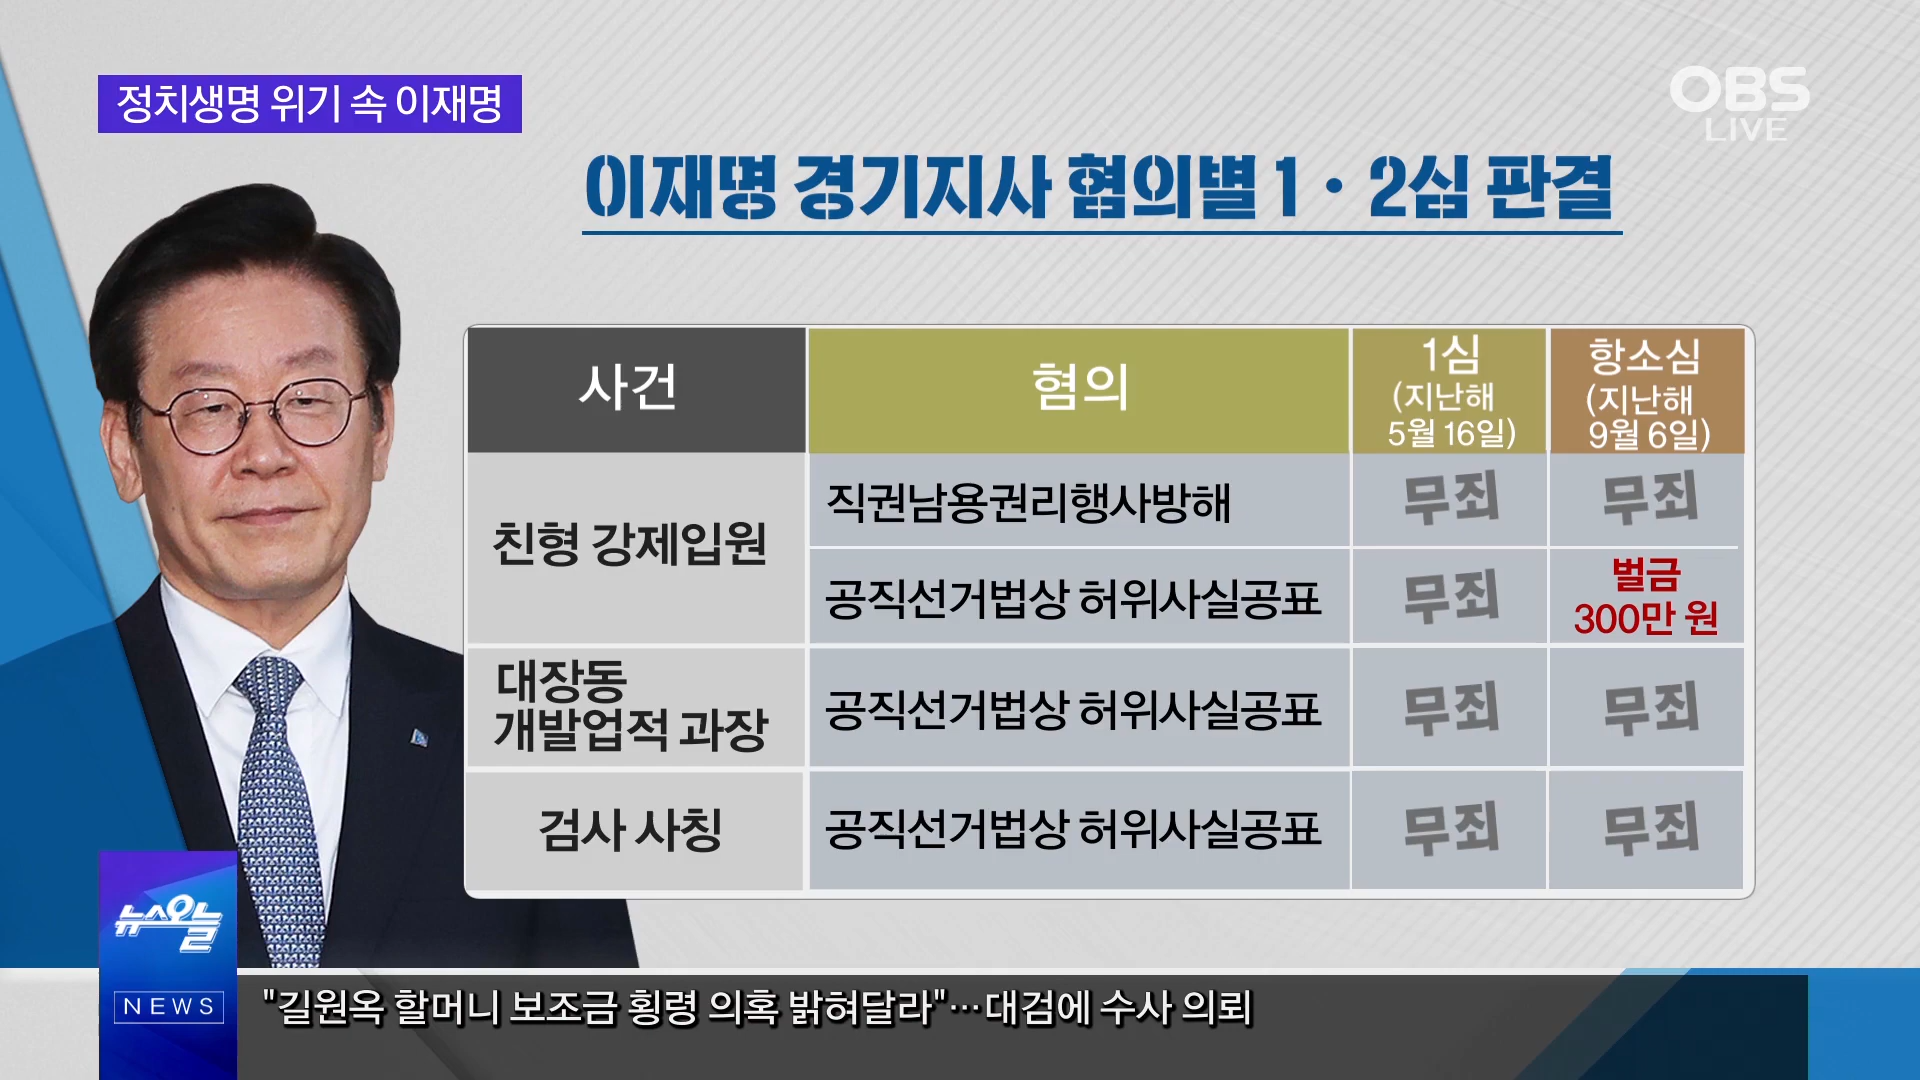 정치생명 위기 속 이재명
OBS
LIVE
이재명 경기지사 혐의별 1·2심 판결
사건
혐의
1심
(지난해
5월 16일)
항소심
(지난해
9월 6일)
친형 강제입원
직권남용권리행사방해
무죄
무죄
공직선거법상 허위사실공표
무죄
벌금
300만 원
대장동
개발업적 과장
공직선거법상 허위사실공표
무죄
무죄
검사 사칭
공직선거법상 허위사실공표
무죄
무죄
뉴스오늘
NEWS
"길원옥 할머니 보조금 횡령 의혹 밝혀달라"…대검에 수사 의뢰